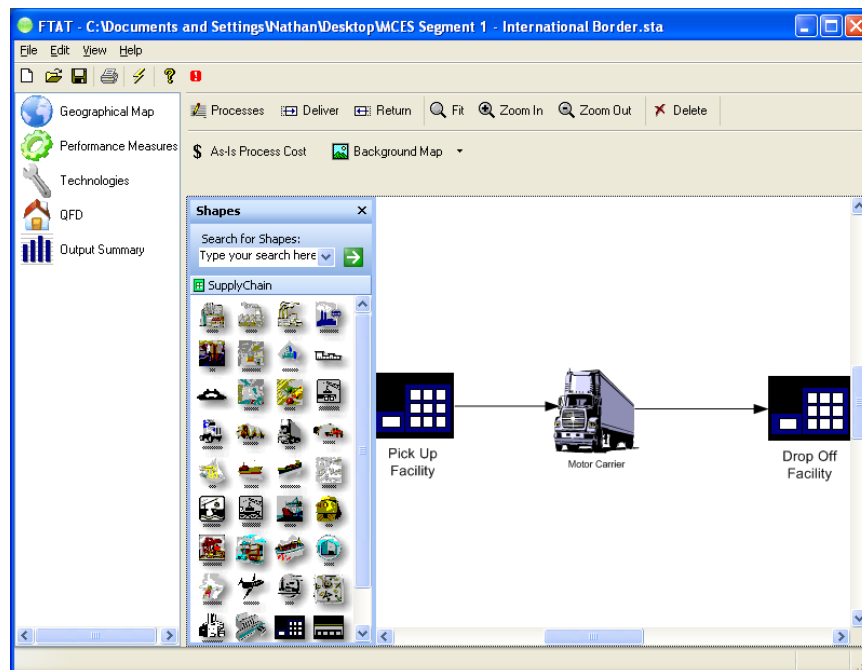 FTAT - C:\Documents and Settings\Nathan\Desktop\MCES Segment 1 - International Border.sta
File Edit View Help
Geographical Map
Performance Measures
Technologies
QFD
Output Summary
Processes Deliver Return Fit Zoom In Zoom Out Delete
$ As-Is Process Cost Background Map
Shapes
Search for Shapes:
Type your search here
SupplyChain
Pick Up
Facility
Motor Carrier
Drop Off
Facility